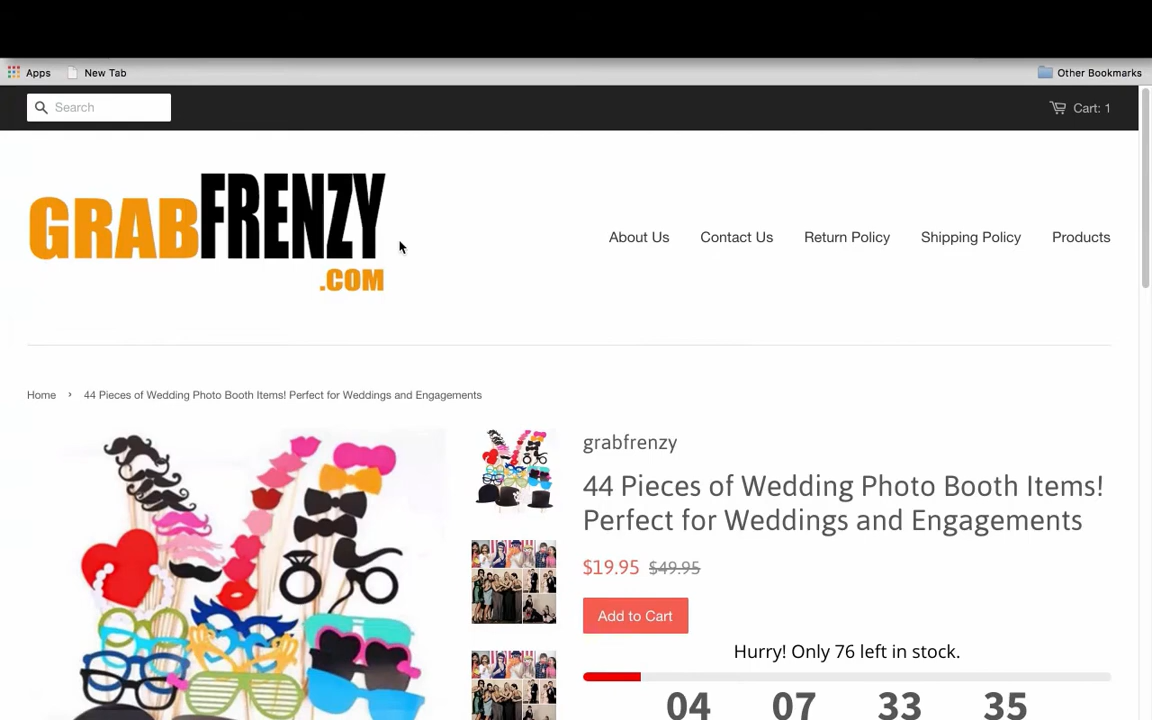 Apps New Tab Other Bookmarks
Search Cart: 1
GRABFRENZY
.COM
About Us Contact Us Return Policy Shipping Policy Products
Home › 44 Pieces of Wedding Photo Booth Items! Perfect for Weddings and Engagements
grabfrenzy
44 Pieces of Wedding Photo Booth Items!
Perfect for Weddings and Engagements
$19.95 $49.95
Add to Cart
Hurry! Only 76 left in stock.
04 07 33 35